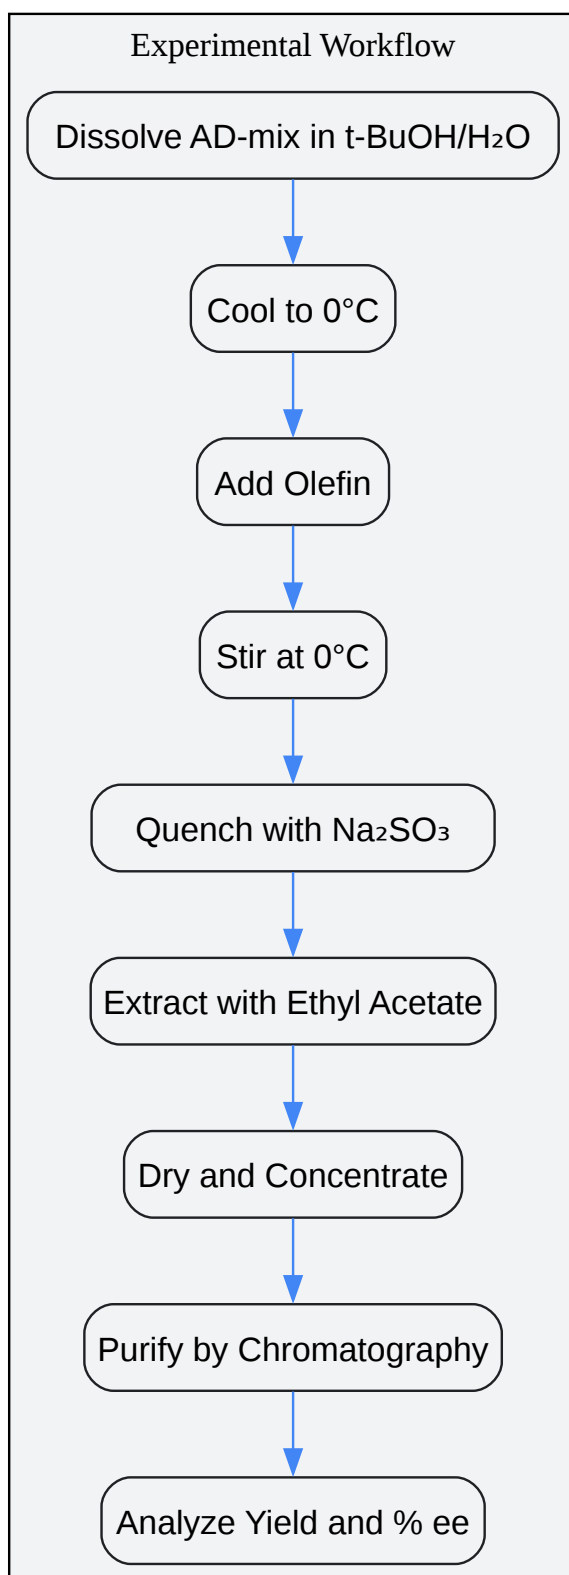 Experimental Workflow
Dissolve AD-mix in t-BuOH/H₂O
Cool to 0°C
Add Olefin
Stir at 0°C
Quench with Na₂SO₃
Extract with Ethyl Acetate
Dry and Concentrate
Purify by Chromatography
Analyze Yield and % ee